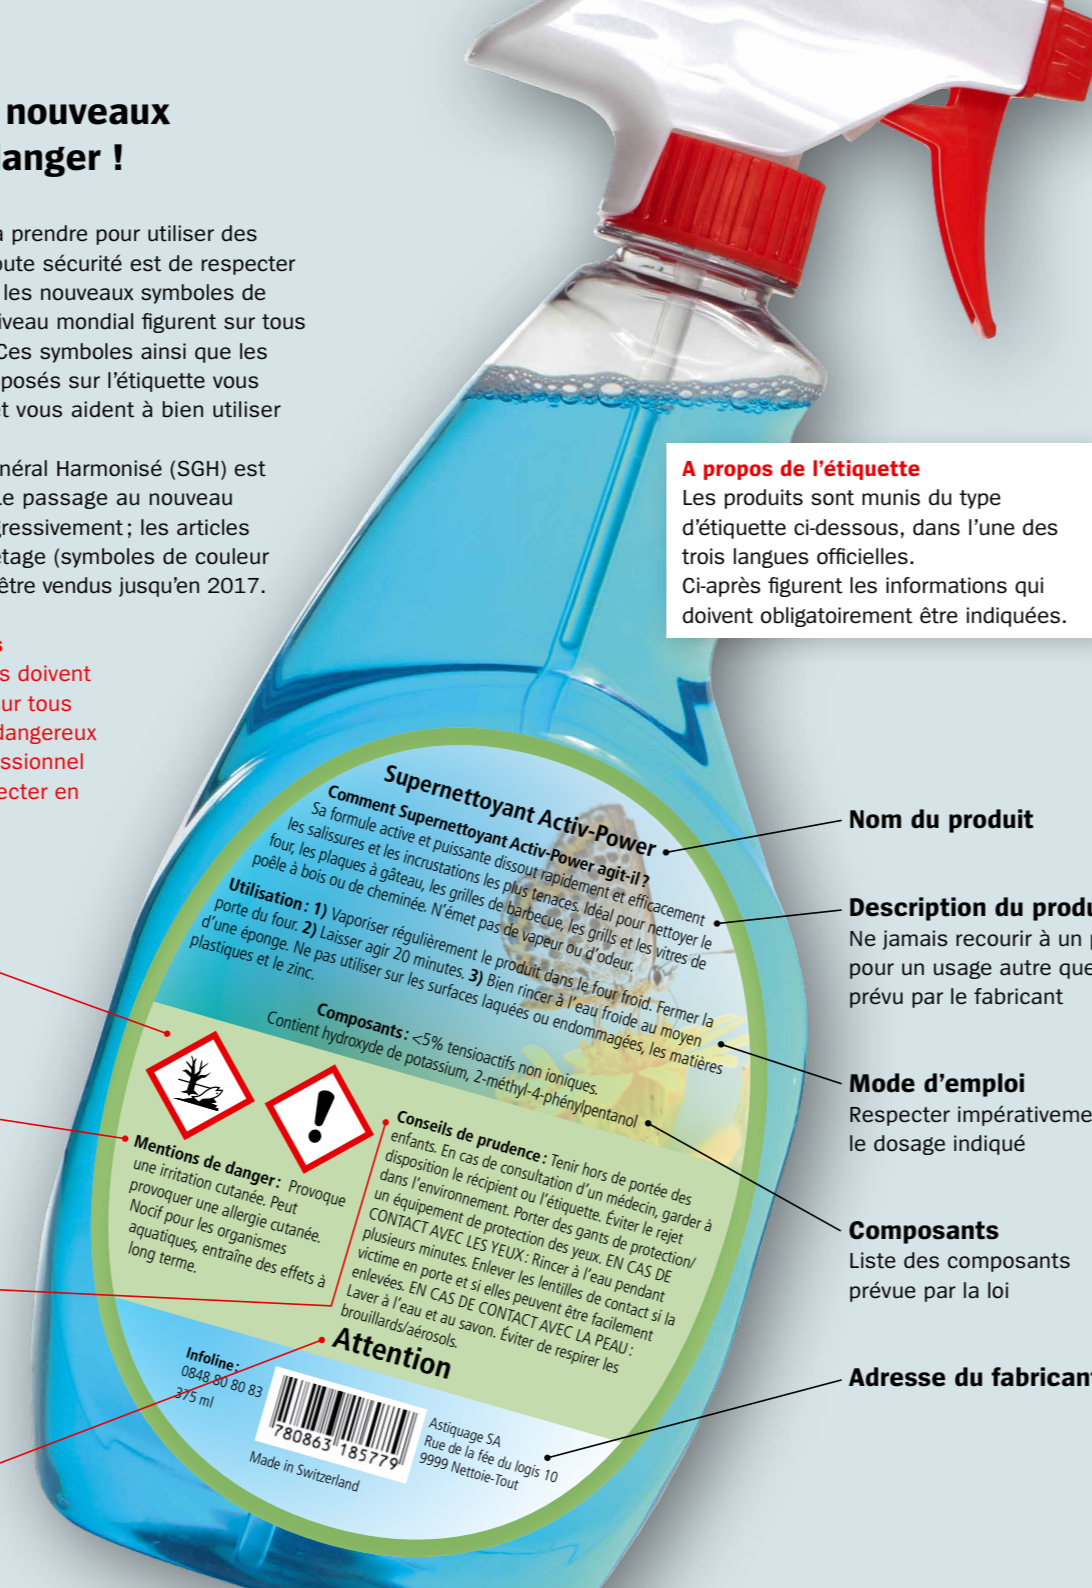 nouveaux
danger !
à prendre pour utiliser des
oute sécurité est de respecter
les nouveaux symboles de
iveau mondial figurent sur tous
Ces symboles ainsi que les
posés sur l’étiquette vous
et vous aident à bien utiliser
néral Harmonisé (SGH) est
Le passage au nouveau
gressivement ; les articles
etage (symboles de couleur
être vendus jusqu’en 2017.
s
s doivent
ur tous
dangereux
ssionnel
ecter en
A propos de l’étiquette
Les produits sont munis du type
d’étiquette ci-dessous, dans l’une des
trois langues officielles.
Ci-après figurent les informations qui
doivent obligatoirement être indiquées.
Supernettoyant Activ-Power
Comment Supernettoyant Activ-Power agit-il ?
Sa formule active et puissante dissout rapidement et efficacement
les salissures et les incrustations les plus tenaces. Idéal pour nettoyer le
four, les plaques à gâteau, les grilles de barbecue, les grills et les vitres de
poêle à bois ou de cheminée. N’émet pas de vapeur ou d’odeur.
Utilisation : 1) Vaporiser régulièrement le produit dans le four froid. Fermer la
porte du four. 2) Laisser agir 20 minutes. 3) Bien rincer à l’eau froide au moyen
d’une éponge. Ne pas utiliser sur les surfaces laquées ou endommagées, les matières
plastiques et le zinc.
Composants : <5% tensioactifs non ioniques.
Contient hydroxyde de potassium, 2-méthyl-4-phénylpentanol
Mentions de danger : Provoque
une irritation cutanée. Peut
provoquer une allergie cutanée.
Nocif pour les organismes
aquatiques, entraîne des effets à
long terme.
Conseils de prudence : Tenir hors de portée des
enfants. En cas de consultation d’un médecin, garder à
disposition le récipient ou l’étiquette. Éviter le rejet
dans l’environnement. Porter des gants de protection/
un équipement de protection des yeux. EN CAS DE
CONTACT AVEC LES YEUX : Rincer à l’eau pendant
plusieurs minutes. Enlever les lentilles de contact si la
victime en porte et si elles peuvent être facilement
enlevées. EN CAS DE CONTACT AVEC LA PEAU :
Laver à l’eau et au savon. Éviter de respirer les
brouillards/aérosols.
Attention
Infoline :
0848 80 80 83
375 ml
780863 185779
Made in Switzerland
Astiquage SA
Rue de la fée du logis 10
9999 Nettoie-Tout
Nom du produit
Description du produ
Ne jamais recourir à un p
pour un usage autre que
prévu par le fabricant
Mode d’emploi
Respecter impérativeme
le dosage indiqué
Composants
Liste des composants
prévue par la loi
Adresse du fabricant